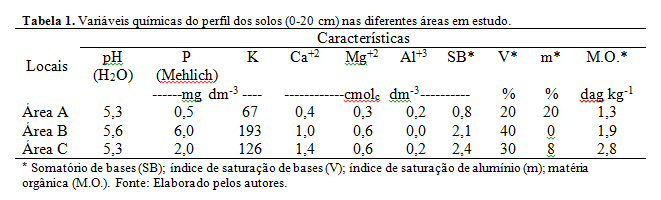 Tabela 1. Variáveis químicas do perfil dos solos (0-20 cm) nas diferentes áreas em estudo.
Características
Locais pH (H₂O) P (Mehlich) K Ca⁺² Mg⁺² Al⁺³ SB* V* m* M.O.*
------mg dm⁻³ ---- -----------cmolc dm⁻³----------- % % dag kg⁻¹
Área A 5,3 0,5 67 0,4 0,3 0,2 0,8 20 20 1,3
Área B 5,6 6,0 193 1,0 0,6 0,0 2,1 40 0 1,9
Área C 5,3 2,0 126 1,4 0,6 0,2 2,4 30 8 2,8
* Somatório de bases (SB); índice de saturação de bases (V); índice de saturação de alumínio (m); matéria
orgânica (M.O.). Fonte: Elaborado pelos autores.